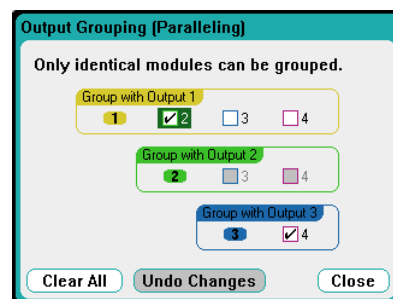 Output Grouping (Paralleling)
Only identical modules can be grouped.
Group with Output 1
1 2 3 4
Group with Output 2
2 3 4
Group with Output 3
3 4
Clear All Undo Changes Close